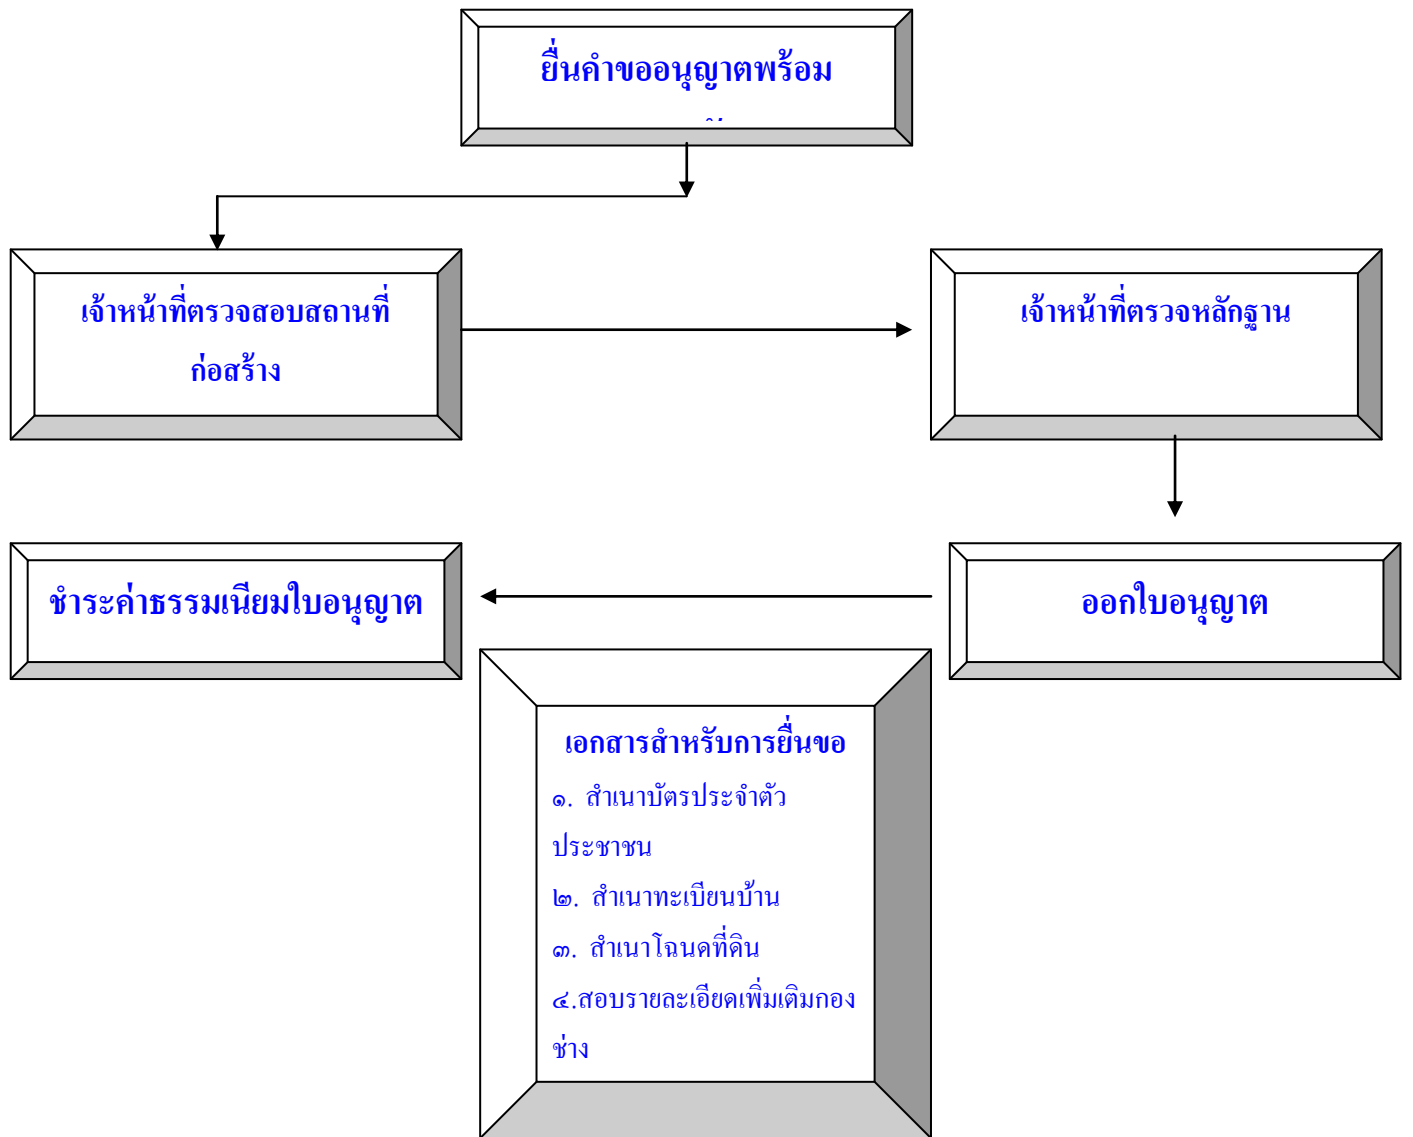 ยื่นคำขออนุญาตพร้อม
เจ้าหน้าที่ตรวจสอบสถานที่
ก่อสร้าง
เจ้าหน้าที่ตรวจหลักฐาน
ชำระค่าธรรมเนียมใบอนุญาต
ออกใบอนุญาต
เอกสารสำหรับการยื่นขอ
๑. สำเนาบัตรประจำตัว
ประชาชน
๒. สำเนาทะเบียนบ้าน
๓. สำเนาโฉนดที่ดิน
๔.สอบรายละเอียดเพิ่มเติมกอง
ช่าง